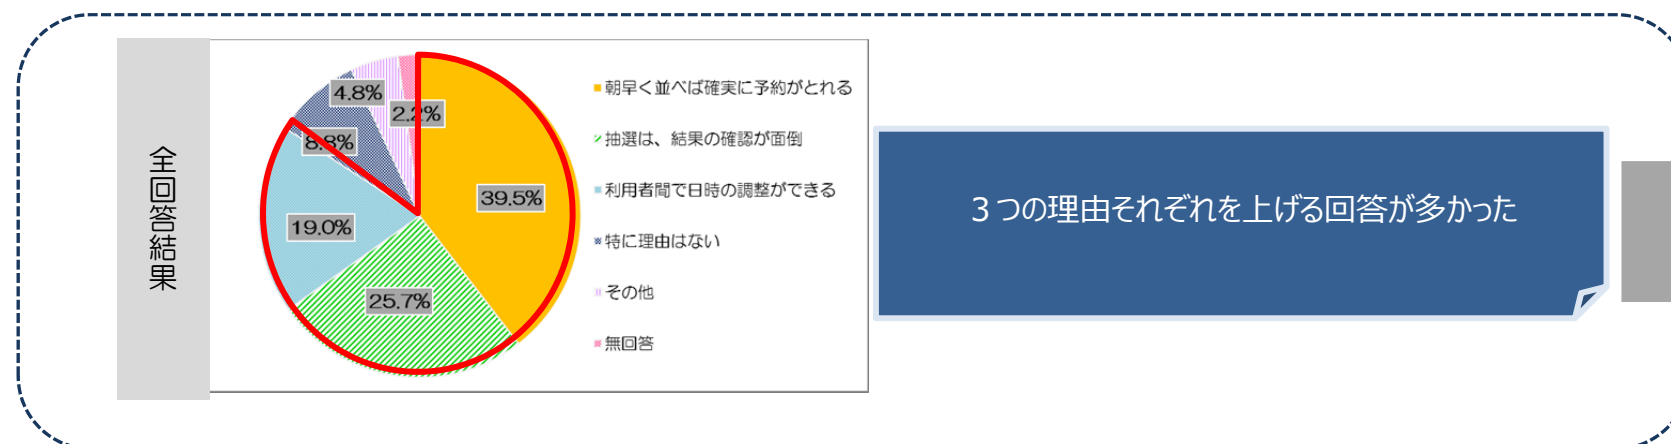 全回答結果
4.8%
2.2%
8.8%
39.5%
19.0%
25.7%
朝早く並べば確実に予約がとれる
抽選は、結果の確認が面倒
利用者間で日時の調整ができる
特に理由はない
その他
無回答
３つの理由それぞれを上げる回答が多かった